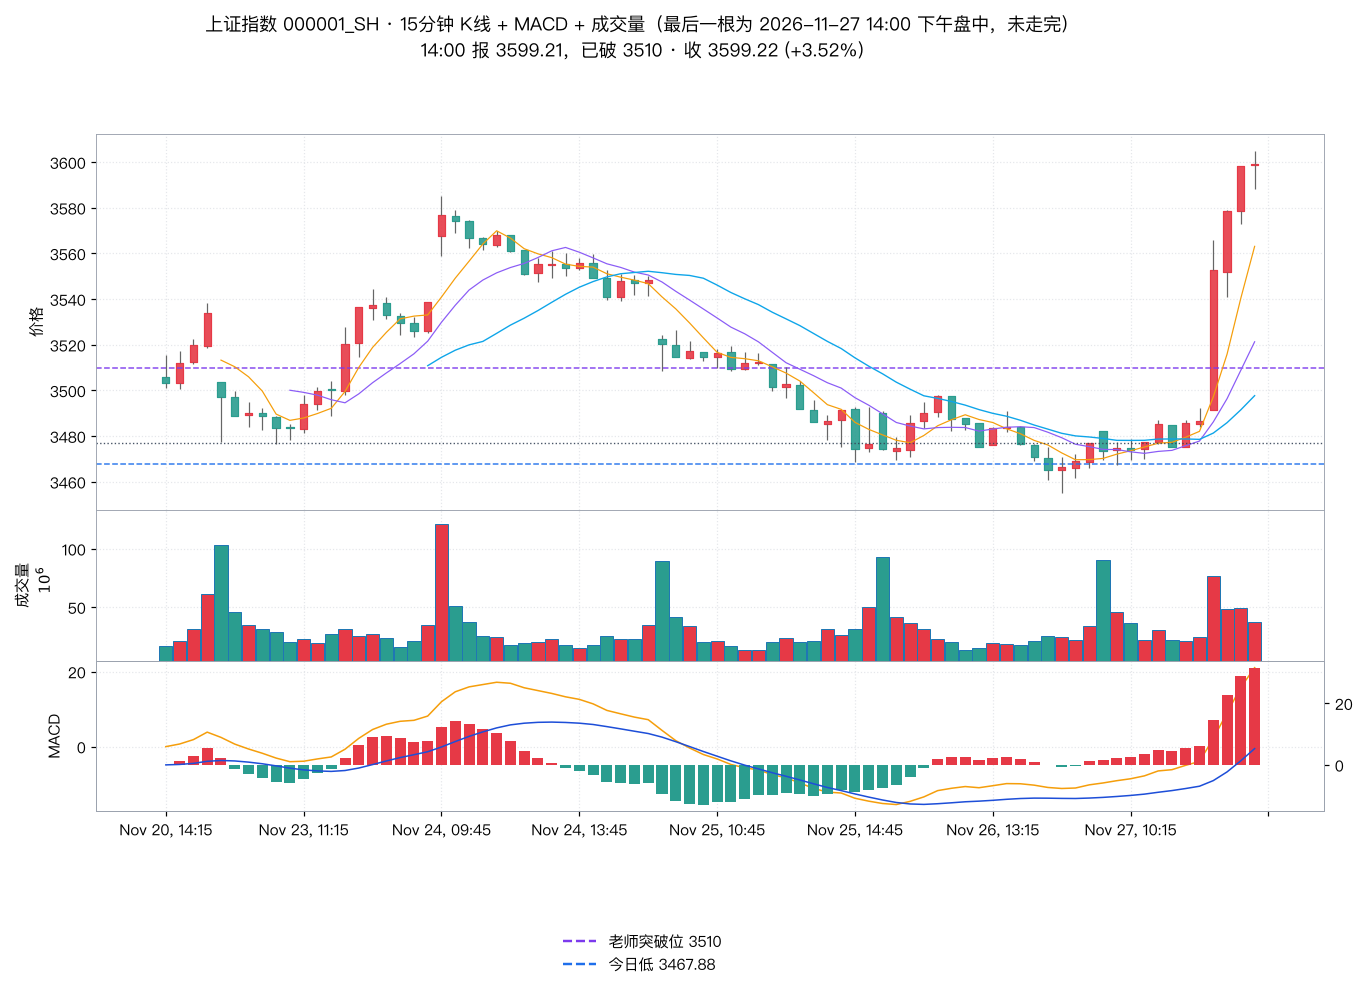 上证指数 000001_SH · 15分钟 K线 + MACD + 成交量（最后一根为 2026−11−27 14:00 下午盘中，未走完）
14:00 报 3599.21，已破 3510 · 收 3599.22 (+3.52%)
价格
3600
3580
3560
3540
3520
3500
3480
3460
成交量
10⁶
100
50
MACD
20
0
20
0
Nov 20, 14:15
Nov 23, 11:15
Nov 24, 09:45
Nov 24, 13:45
Nov 25, 10:45
Nov 25, 14:45
Nov 26, 13:15
Nov 27, 10:15
老师突破位 3510
今日低 3467.88